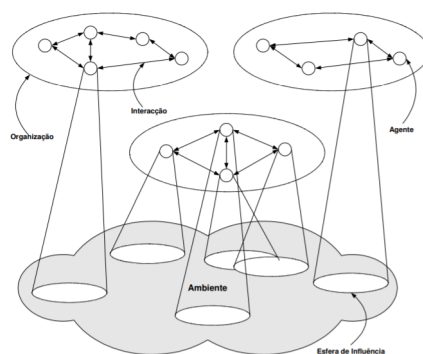 Interacção
Organização
Agente
Ambiente
Esfera de Influência